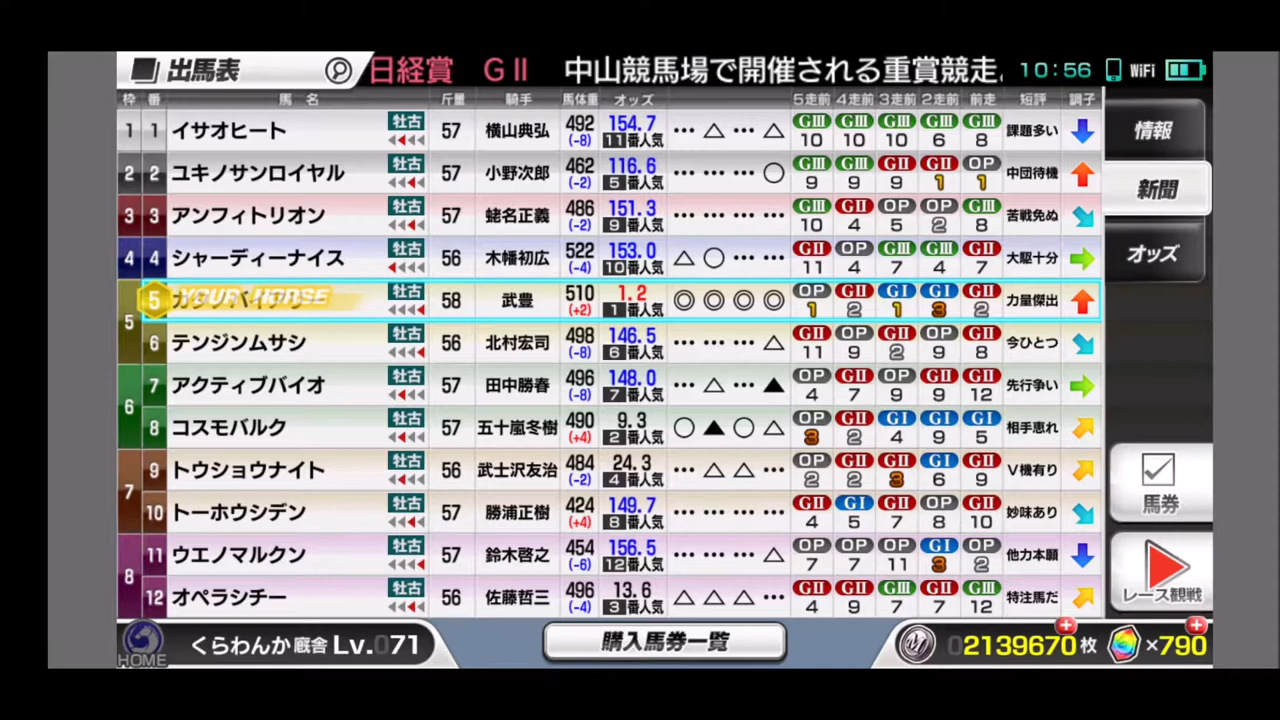 出馬表 日経賞 GⅡ 中山競馬場で開催される重賞競走。 10:56 WiFi
枠 番 馬名 斤量 騎手 馬体重 オッズ 5走前 4走前 3走前 2走前 前走 短評 調子
1 1 イサオヒート 牡古 57 横山典弘 492 (-8) 154.7 11番人気 … △ … △ GⅢ 10 GⅢ 10 GⅢ 10 GⅢ 6 GⅢ 8 課題多い
2 2 ユキノサンロイヤル 牡古 57 小野次郎 462 (-2) 116.6 5番人気 … … … ○ GⅢ 9 GⅢ 9 GⅡ 9 GⅡ 1 OP 1 中団待機
3 3 アンフィトリオン 牡古 57 蛯名正義 486 (-2) 151.3 9番人気 … … … … GⅢ 10 GⅡ 4 OP 5 OP 2 GⅢ 8 苦戦免ぬ
4 4 シャーディーナイス 牡古 56 木幡初広 522 (-4) 153.0 10番人気 △ ○ … … GⅡ 11 OP 4 GⅢ 7 GⅢ 4 GⅡ 7 大駆十分
5 5 YOUR HORSE 牡古 58 武豊 510 (+2) 1.2 1番人気 ◎ ◎ ◎ ◎ OP 1 GⅡ 2 GⅠ 1 GⅠ 3 GⅡ 2 力量傑出
6 テンジンムサシ 牡古 56 北村宏司 498 (-8) 146.5 6番人気 … … … △ GⅡ 11 OP 9 GⅡ 2 OP 9 GⅡ 8 今ひとつ
6 7 アクティブバイオ 牡古 57 田中勝春 496 (-8) 148.0 7番人気 … △ … ▲ OP 4 GⅡ 7 OP 9 GⅡ 9 GⅡ 12 先行争い
8 コスモバルク 牡古 57 五十嵐冬樹 490 (+4) 9.3 2番人気 ○ ▲ ○ △ OP 3 GⅡ 2 GⅠ 4 GⅠ 9 GⅠ 5 相手恵れ
7 9 トウショウナイト 牡古 56 武士沢友治 484 (-2) 24.3 4番人気 … △ △ … OP 2 GⅡ 2 GⅡ 3 GⅠ 6 GⅡ 9 V機有り
10 トーホウシデン 牡古 57 勝浦正樹 424 (+4) 149.7 8番人気 … … … … GⅡ 4 GⅠ 5 GⅡ 7 OP 8 GⅡ 10 妙味あり
8 11 ウエノマルクン 牡古 57 鈴木啓之 454 (-6) 156.5 12番人気 … … … △ OP 7 OP 7 OP 11 GⅠ 3 OP 2 他力本願
12 オペラシチー 牡古 56 佐藤哲三 496 (-4) 13.6 3番人気 △ △ △ … GⅡ 4 GⅡ 9 GⅢ 7 GⅡ 7 GⅢ 12 特注馬だ
情報
新聞
オッズ
馬券
レース観戦
HOME くらわんか厩舎 Lv.071 購入馬券一覧 02139670枚 ×790